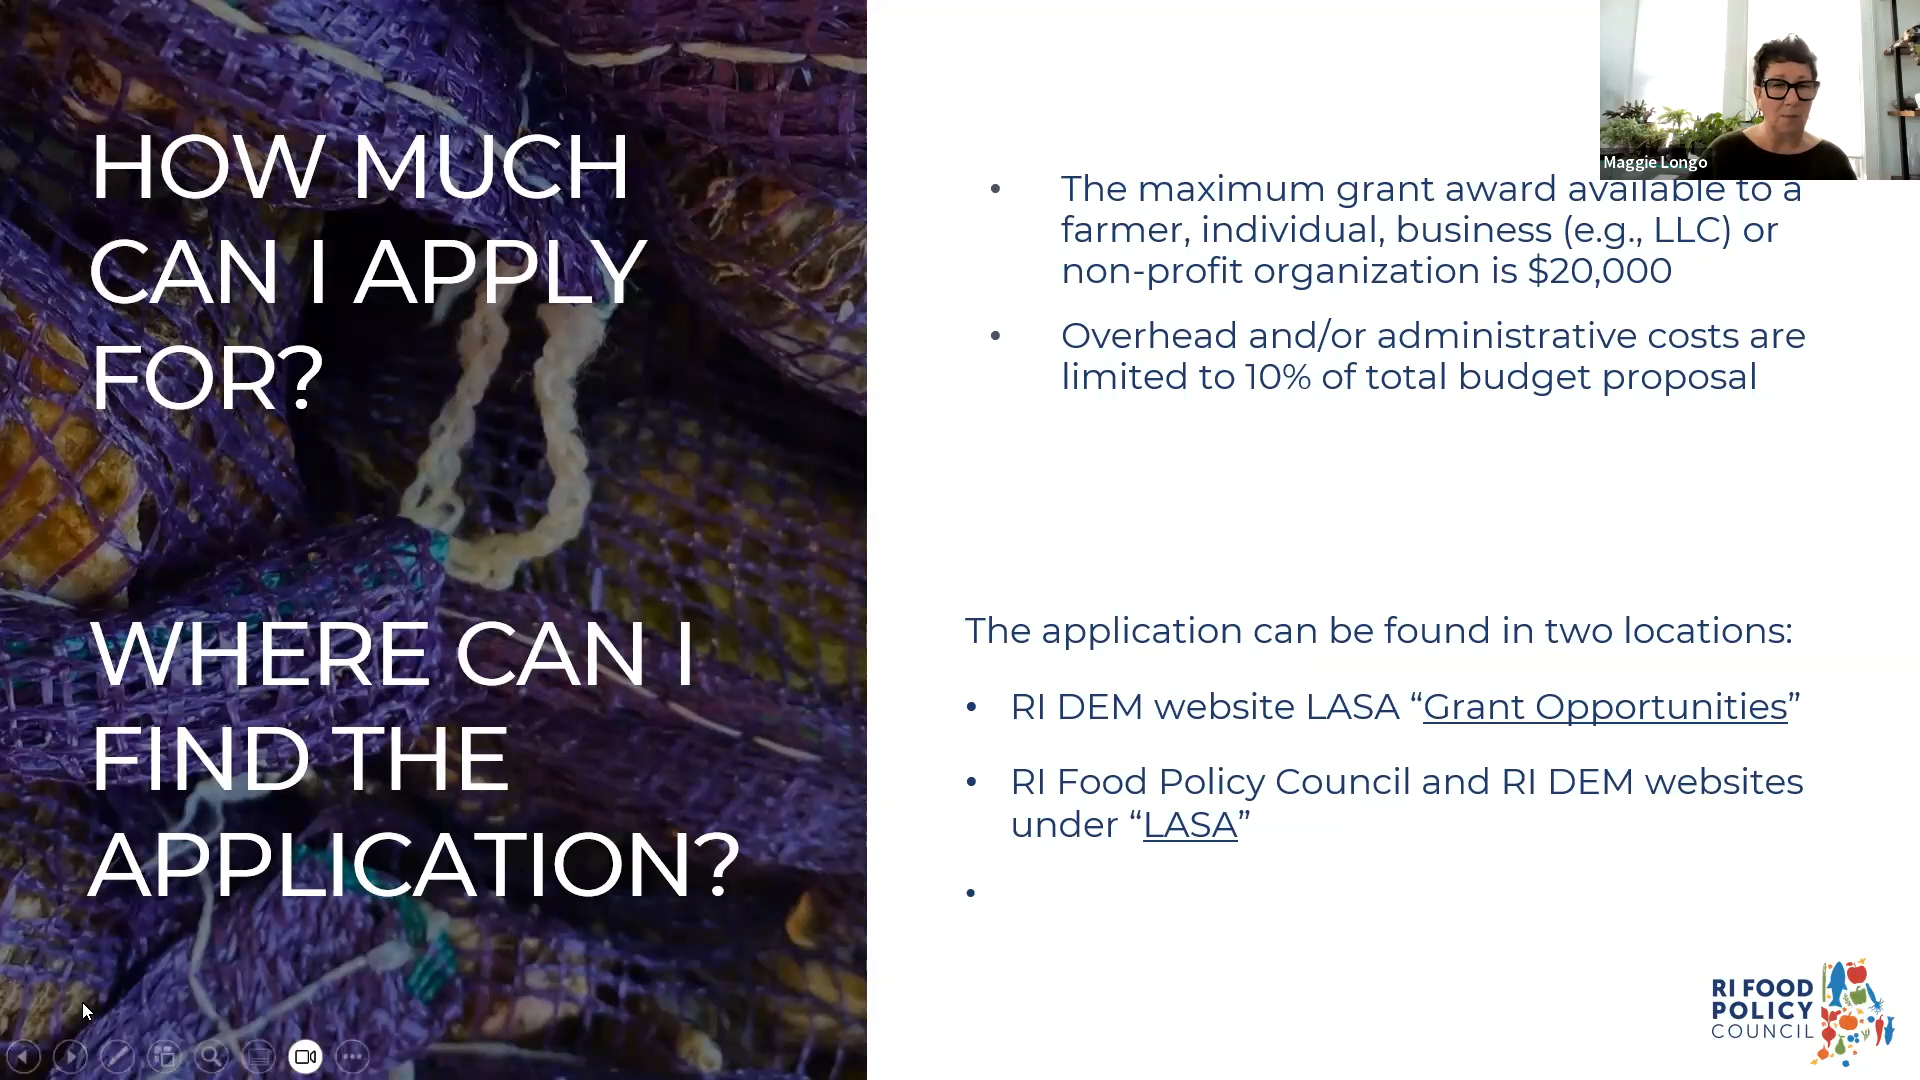 HOW MUCH
CAN I APPLY
FOR?
WHERE CAN I
FIND THE
APPLICATION?
Maggie Longo
• The maximum grant award available to a
farmer, individual, business (e.g., LLC) or
non-profit organization is $20,000
• Overhead and/or administrative costs are
limited to 10% of total budget proposal
The application can be found in two locations:
• RI DEM website LASA “Grant Opportunities”
• RI Food Policy Council and RI DEM websites
under “LASA”
•
RI FOOD
POLICY
COUNCIL